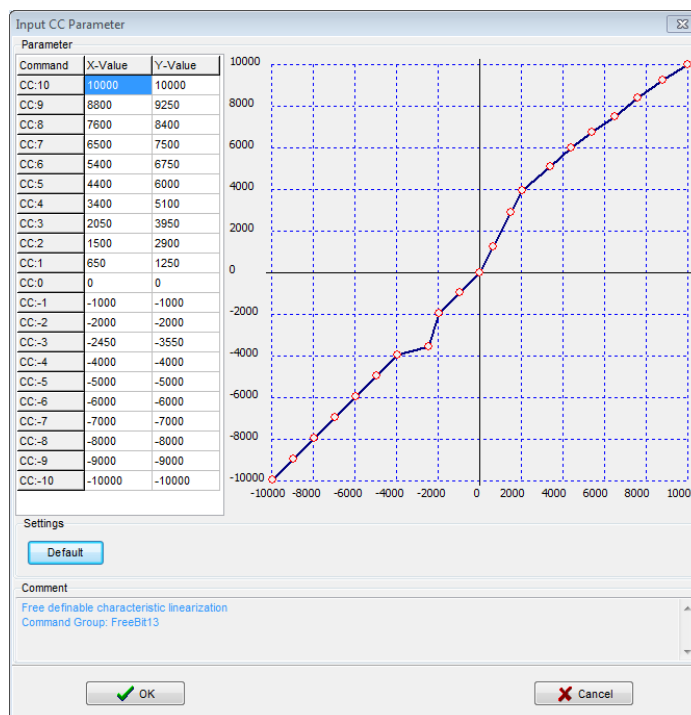 Input CC Parameter
Parameter
Command X-Value Y-Value
CC:10 10000 10000
CC:9 8800 9250
CC:8 7600 8400
CC:7 6500 7500
CC:6 5400 6750
CC:5 4400 6000
CC:4 3400 5100
CC:3 2050 3950
CC:2 1500 2900
CC:1 650 1250
CC:0 0 0
CC:-1 -1000 -1000
CC:-2 -2000 -2000
CC:-3 -2450 -3550
CC:-4 -4000 -4000
CC:-5 -5000 -5000
CC:-6 -6000 -6000
CC:-7 -7000 -7000
CC:-8 -8000 -8000
CC:-9 -9000 -9000
CC:-10 -10000 -10000
10000
8000
6000
4000
2000
0
-2000
-4000
-6000
-8000
-10000
-10000 -8000 -6000 -4000 -2000 0 2000 4000 6000 8000 1000
Settings
Default
Comment
Free definable characteristic linearization
Command Group: FreeBit13
OK
Cancel